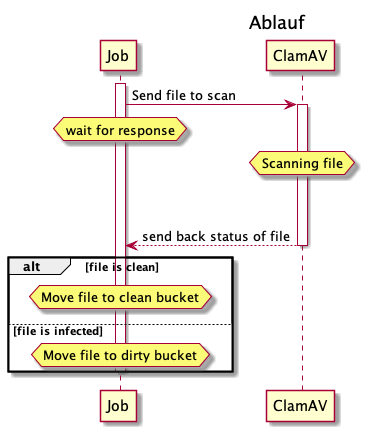 Ablauf
Job
ClamAV
Send file to scan
wait for response
Scanning file
send back status of file
alt
[file is clean]
Move file to clean bucket
[file is infected]
Move file to dirty bucket
Job
ClamAV